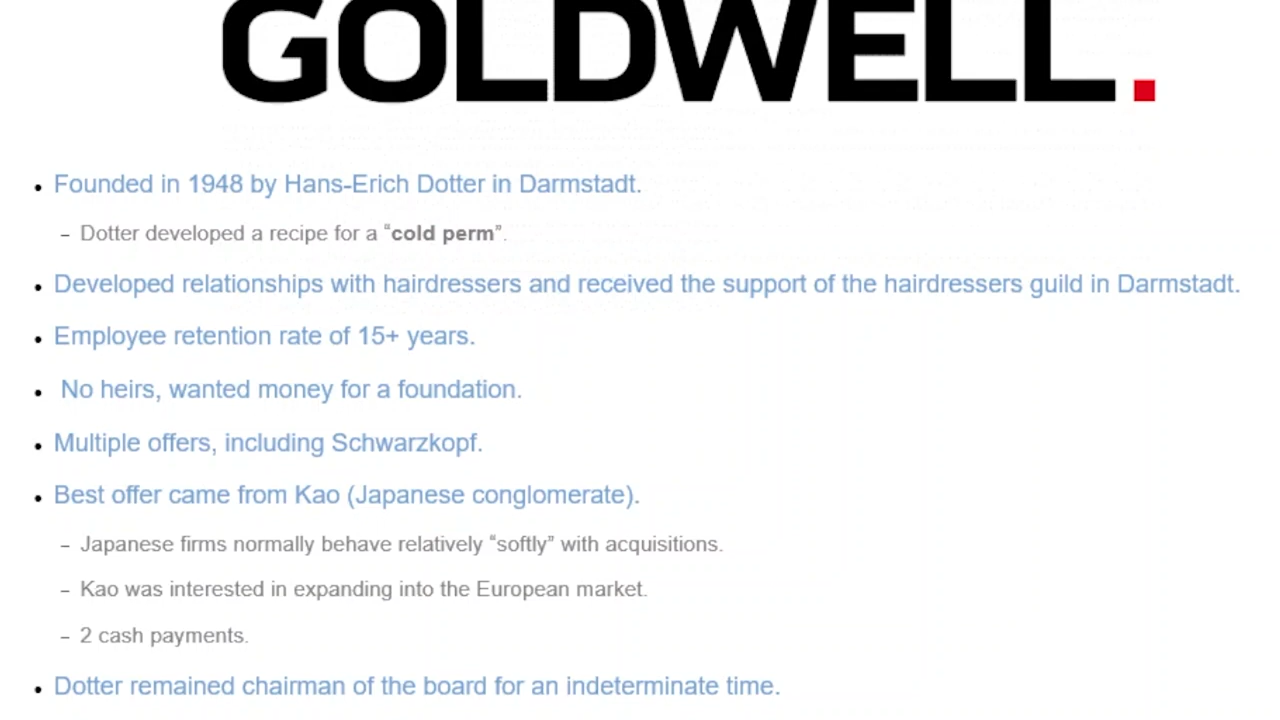 GOLDWELL.
• Founded in 1948 by Hans-Erich Dotter in Darmstadt.
– Dotter developed a recipe for a “cold perm”.
• Developed relationships with hairdressers and received the support of the hairdressers guild in Darmstadt.
• Employee retention rate of 15+ years.
• No heirs, wanted money for a foundation.
• Multiple offers, including Schwarzkopf.
• Best offer came from Kao (Japanese conglomerate).
– Japanese firms normally behave relatively “softly” with acquisitions.
– Kao was interested in expanding into the European market.
– 2 cash payments.
• Dotter remained chairman of the board for an indeterminate time.